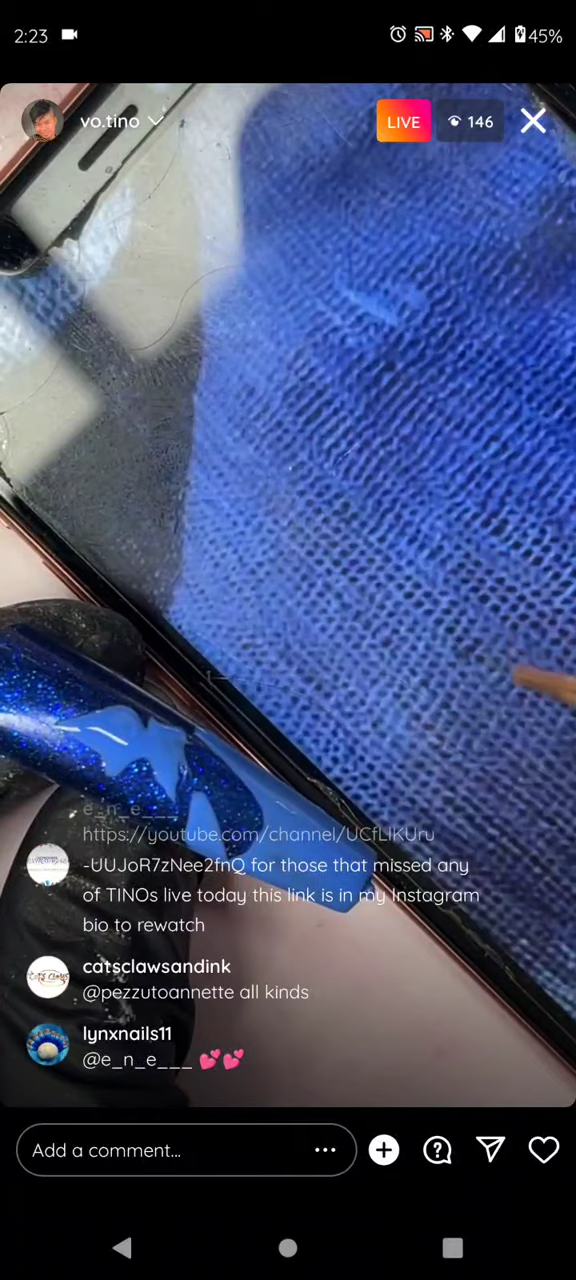 2:23
45%
vo.tino
LIVE
146
e_n_e___
https://youtube.com/channel/UCfLIKUru
-UUJoR7zNee2fnQ for those that missed any
of TINOs live today this link is in my Instagram
bio to rewatch
catsclawsandink
@pezzutoannette all kinds
lynxnails11
@e_n_e___ 💕💕
Add a comment...